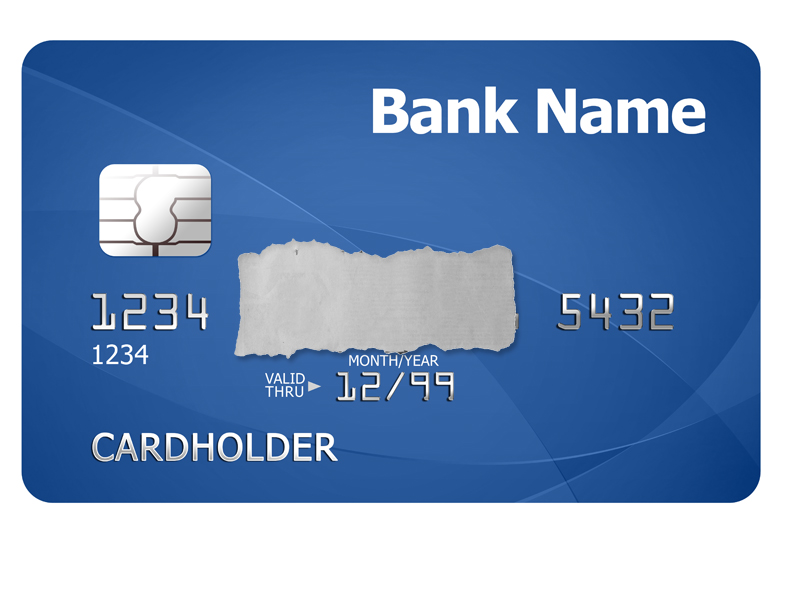 Bank Name
1234 5432
1234
MONTH/YEAR
VALID
THRU
12/99
CARDHOLDER